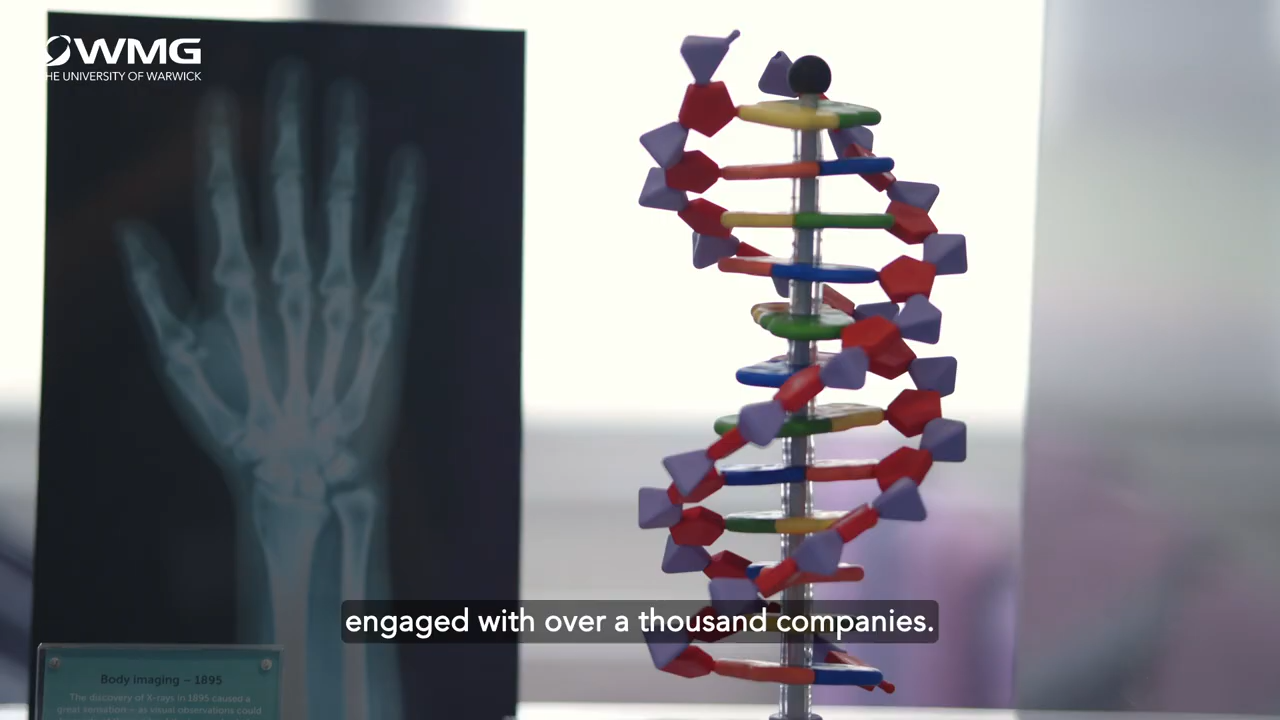 WMG
THE UNIVERSITY OF WARWICK
engaged with over a thousand companies.
Body imaging – 1895
The discovery of X-rays in 1895 caused a
great sensation – as visual observations could